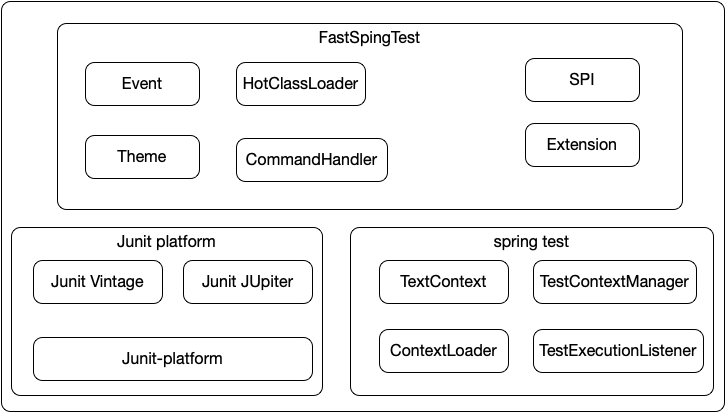 FastSpingTest
Event
HotClassLoader
SPI
Theme
CommandHandler
Extension
Junit platform
Junit Vintage
Junit JUpiter
Junit-platform
spring test
TextContext
TestContextManager
ContextLoader
TestExecutionListener